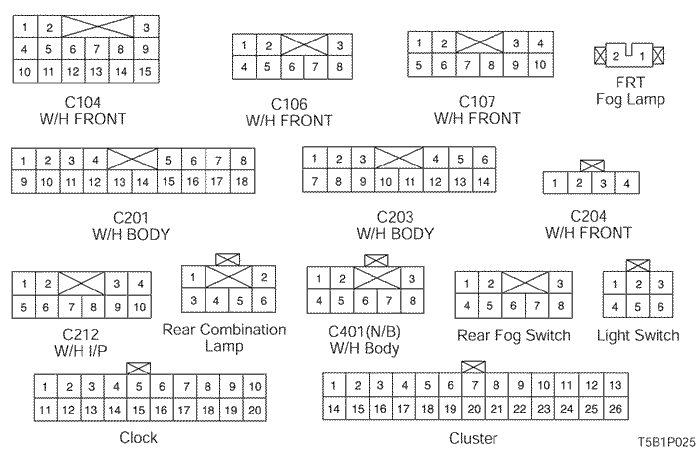 1 2 3
4 5 6 7 8 9
10 11 12 13 14 15
C104
W/H FRONT
1 2 3
4 5 6 7 8
C106
W/H FRONT
1 2 3 4
5 6 7 8 9 10
C107
W/H FRONT
2 1
FRT
Fog Lamp
1 2 3 4 5 6 7 8
9 10 11 12 13 14 15 16 17 18
C201
W/H BODY
1 2 3 4 5 6
7 8 9 10 11 12 13 14
C203
W/H BODY
1 2 3 4
C204
W/H FRONT
1 2 3 4
5 6 7 8 9 10
C212
W/H I/P
1 2
3 4 5 6
Rear Combination
Lamp
1 2 3
4 5 6 7 8
C401(N/B)
W/H Body
1 2 3
4 5 6 7 8
Rear Fog Switch
1 2 3
4 5 6
Light Switch
1 2 3 4 5 6 7 8 9 10
11 12 13 14 15 16 17 18 19 20
Clock
1 2 3 4 5 6 7 8 9 10 11 12 13
14 15 16 17 18 19 20 21 22 23 24 25 26
Cluster
T5B1P025